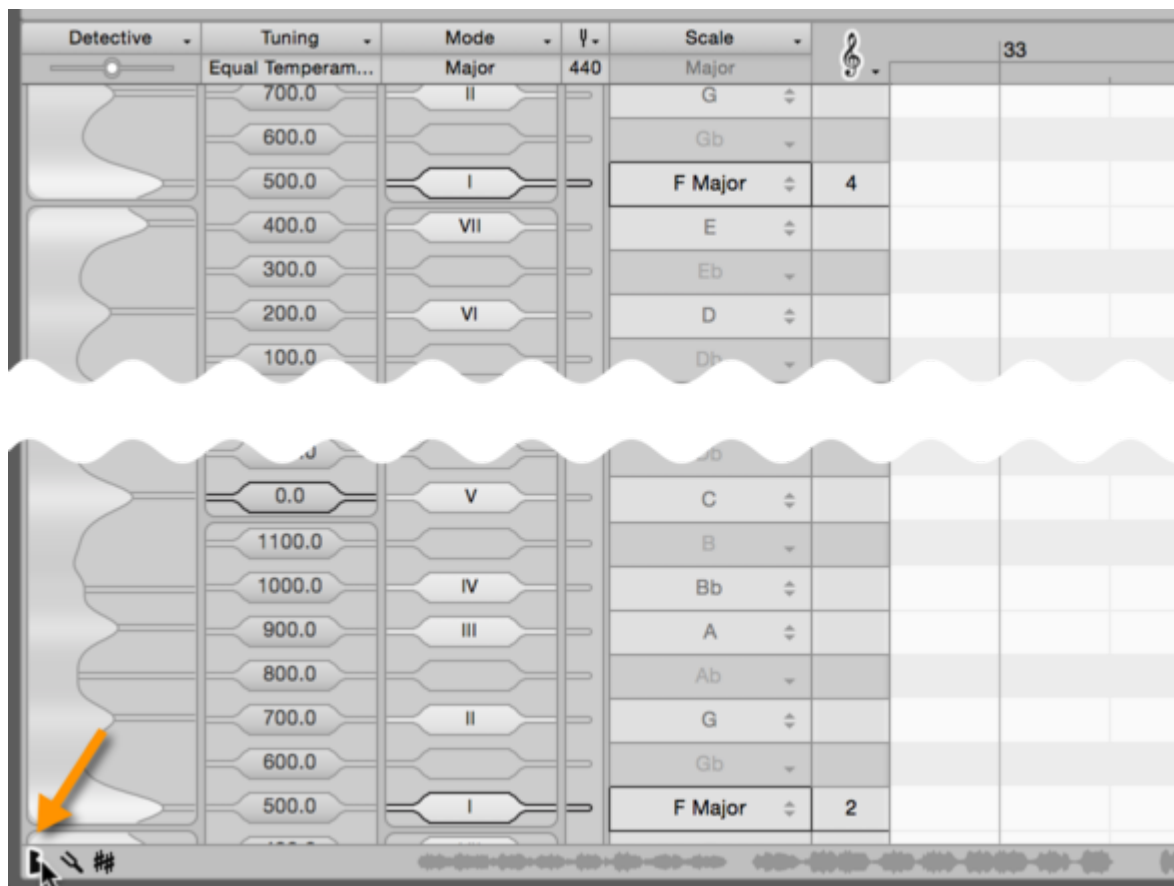 Detective Tuning Mode Scale
33
Equal Temperam... Major 440 Major
700.0 II G
600.0 Gb
500.0 I F Major 4
400.0 VII E
300.0 Eb
200.0 VI D
100.0 Db
Db
0.0 V C
1100.0 B
1000.0 IV Bb
900.0 III A
800.0 Ab
700.0 II G
600.0 Gb
500.0 I F Major 2